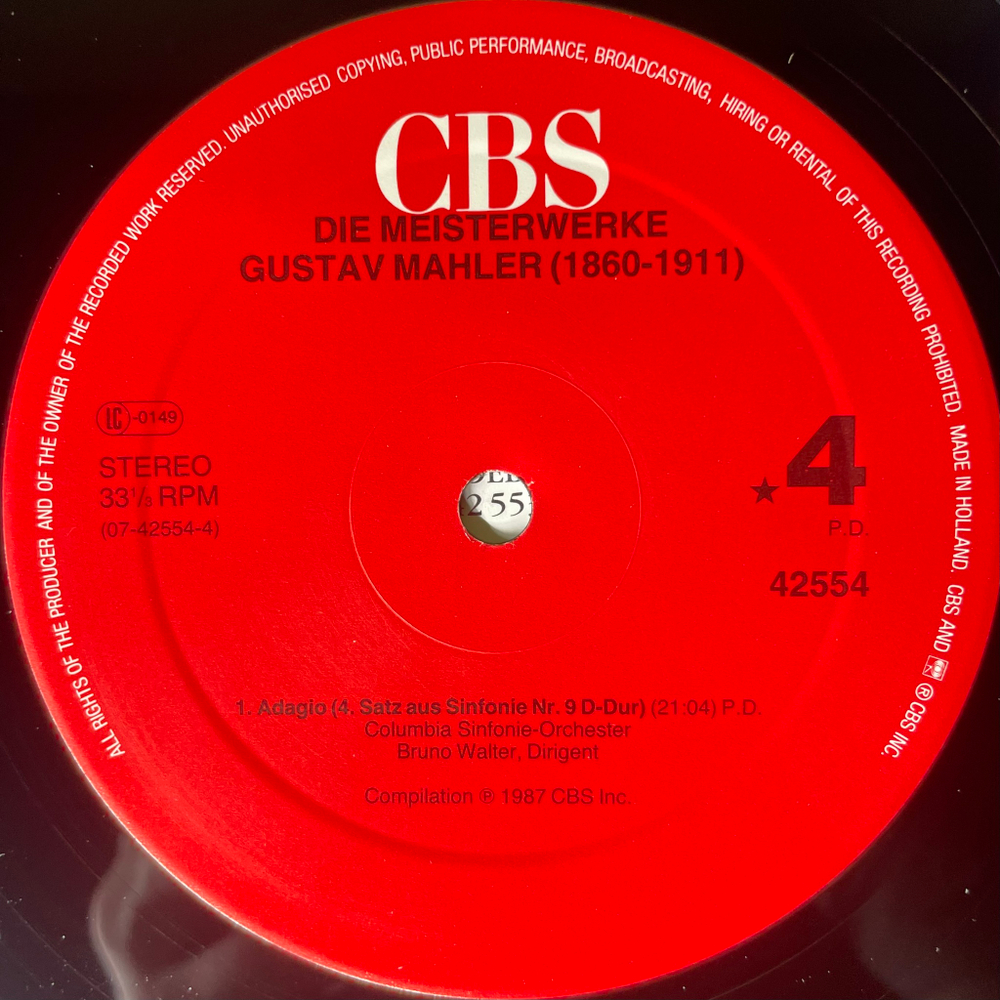 ALL RIGHTS OF THE PRODUCER AND OF THE OWNER OF THE RECORDED WORK RESERVED. UNAUTHORISED COPYING, PUBLIC PERFORMANCE, BROADCASTING, HIRING OR RENTAL OF THIS RECORDING PROHIBITED. MADE IN HOLLAND. CBS AND ℗ CBS INC.
CBS
DIE MEISTERWERKE
GUSTAV MAHLER (1860-1911)
LC-0149
STEREO
33⅓ RPM
(07-42554-4)
★4
P.D.
42554
2 55
1. Adagio (4. Satz aus Sinfonie Nr. 9 D-Dur) (21:04) P.D.
Columbia Sinfonie-Orchester
Bruno Walter, Dirigent
Compilation ℗ 1987 CBS Inc.